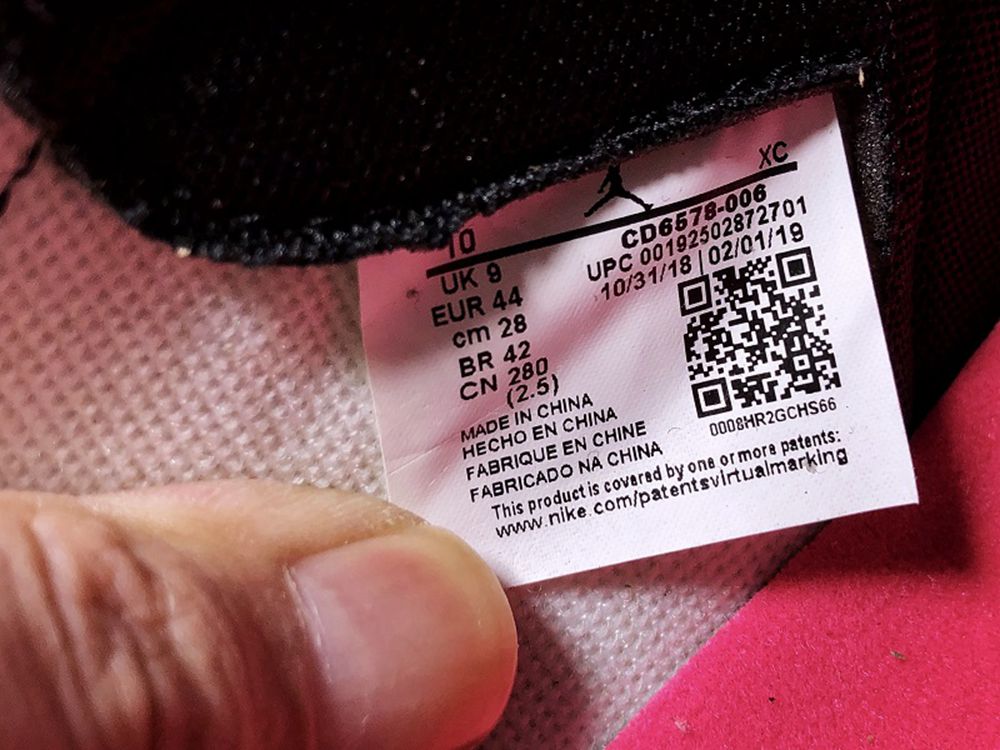 XC
10
UK 9
EUR 44
cm 28
BR 42
CN 280
(2.5)
CD6578-006
UPC 00192502872701
10/31/18 | 02/01/19
0008HR2GCHS66
MADE IN CHINA
HECHO EN CHINA
FABRIQUE EN CHINE
FABRICADO NA CHINA
This product is covered by one or more patents:
www.nike.com/patentsvirtualmarking